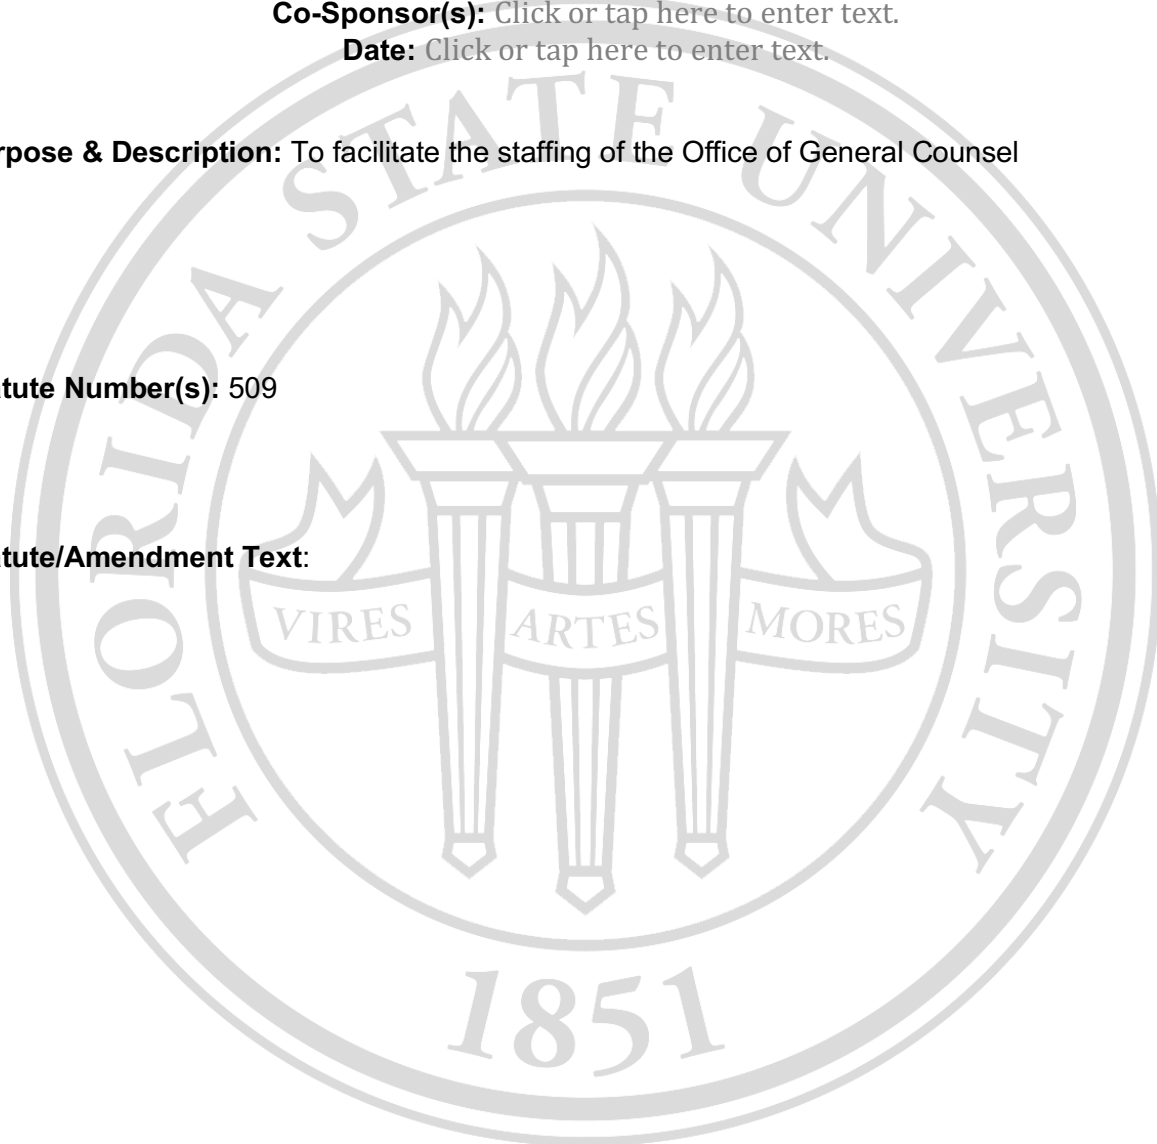 Co-Sponsor(s): Click or tap here to enter text.
Date: Click or tap here to enter text.
rpose & Description: To facilitate the staffing of the Office of General Counsel
tute Number(s): 509
tute/Amendment Text:
FLORIDA STATE UNIVERSITY
VIRES ARTES MORES
1851